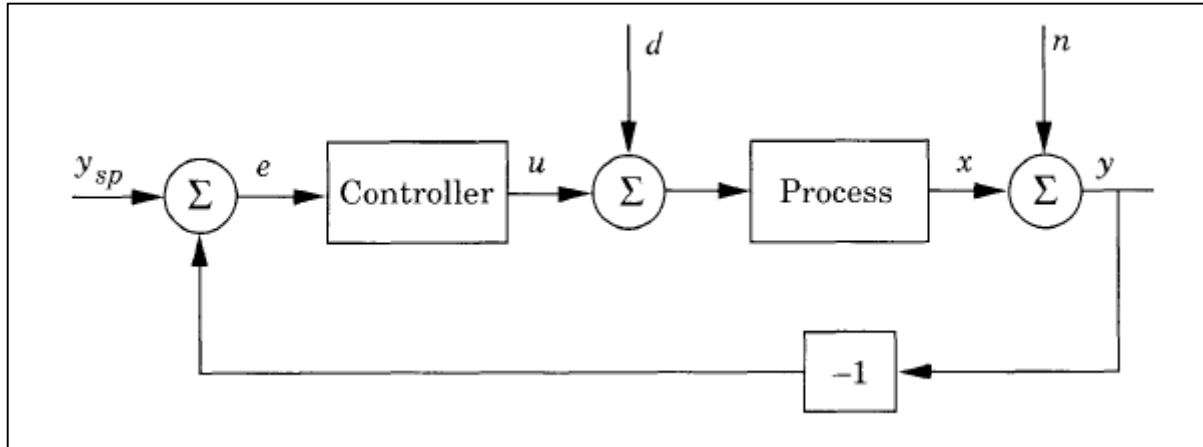 d
n
y_sp
Σ
e
Controller
u
Σ
Process
x
Σ
y
−1